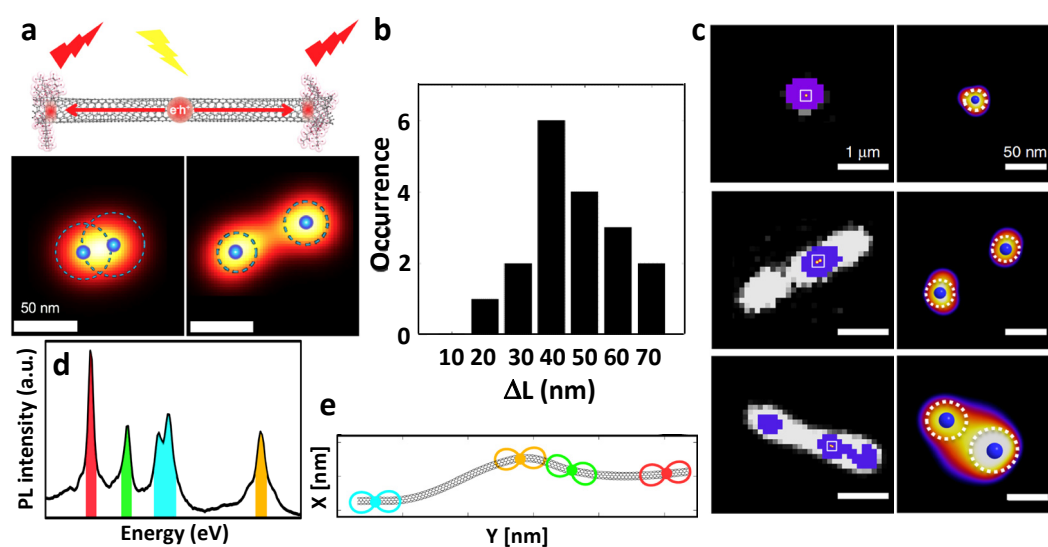 a
e-h+
50 nm
b
Occurrence
6
4
2
0
10 20 30 40 50 60 70
ΔL (nm)
c
1 μm
50 nm
d
PL intensity (a.u.)
Energy (eV)
e
X [nm]
Y [nm]